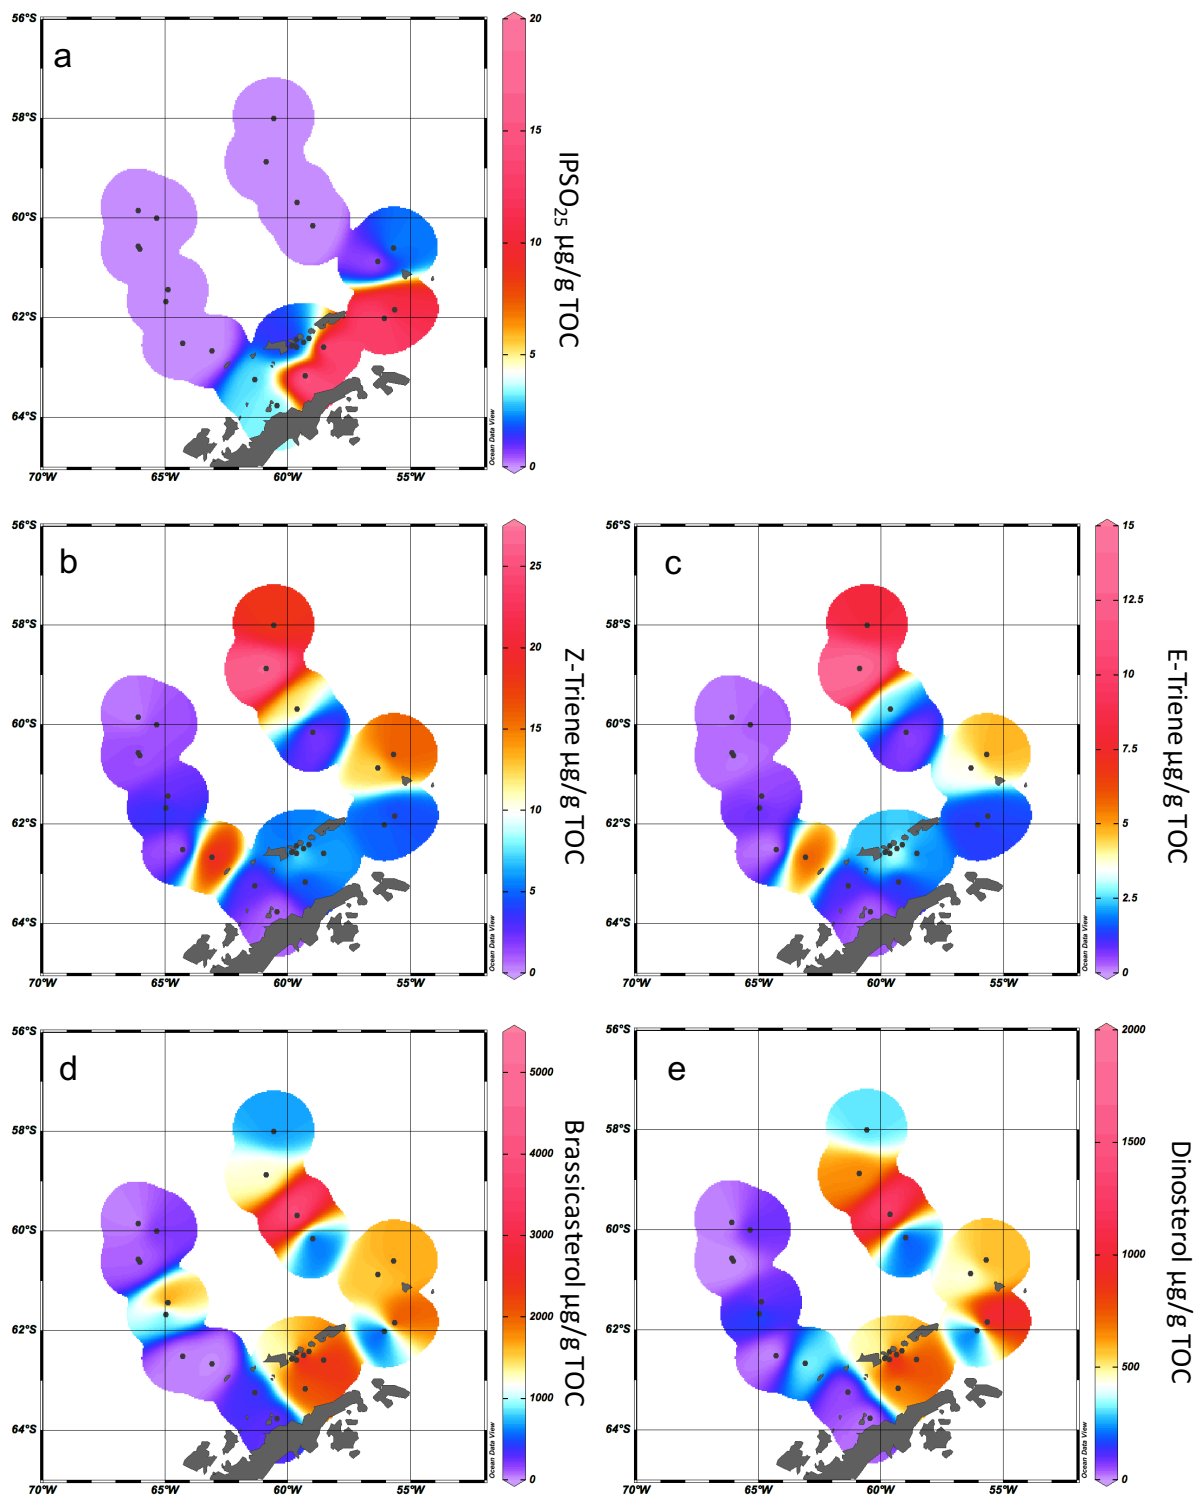 a
56°S
58°S
60°S
62°S
64°S
70°W
65°W
60°W
55°W
20
15
10
5
0
IPSO25 µg/g TOC
Ocean Data View
b
56°S
58°S
60°S
62°S
64°S
70°W
65°W
60°W
55°W
25
20
15
10
5
0
Z-Triene µg/g TOC
Ocean Data View
c
56°S
58°S
60°S
62°S
64°S
70°W
65°W
60°W
55°W
15
12.5
10
7.5
5
2.5
0
E-Triene µg/g TOC
Ocean Data View
d
56°S
58°S
60°S
62°S
64°S
70°W
65°W
60°W
55°W
5000
4000
3000
2000
1000
0
Brassicasterol µg/g TOC
Ocean Data View
e
56°S
58°S
60°S
62°S
64°S
70°W
65°W
60°W
55°W
2000
1500
1000
500
0
Dinosterol µg/g TOC
Ocean Data View